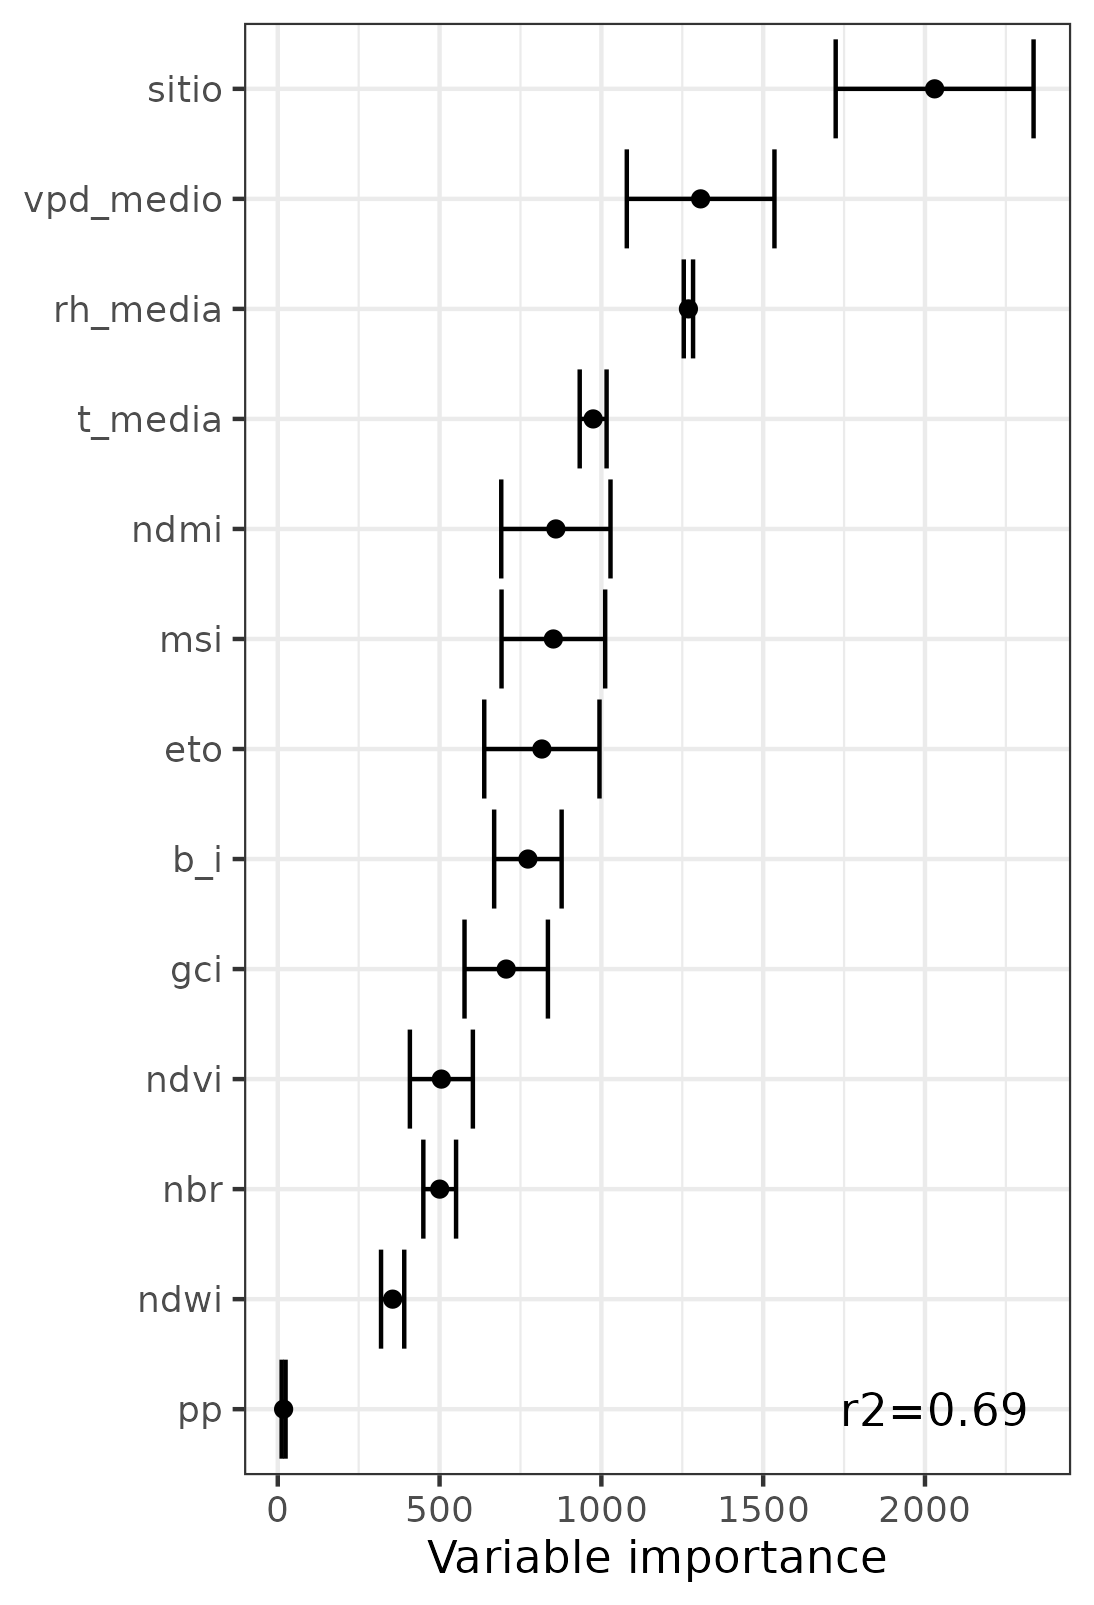 sitio
vpd_medio
rh_media
t_media
ndmi
msi
eto
b_i
gci
ndvi
nbr
ndwi
pp
r2=0.69
0 500 1000 1500 2000
Variable importance